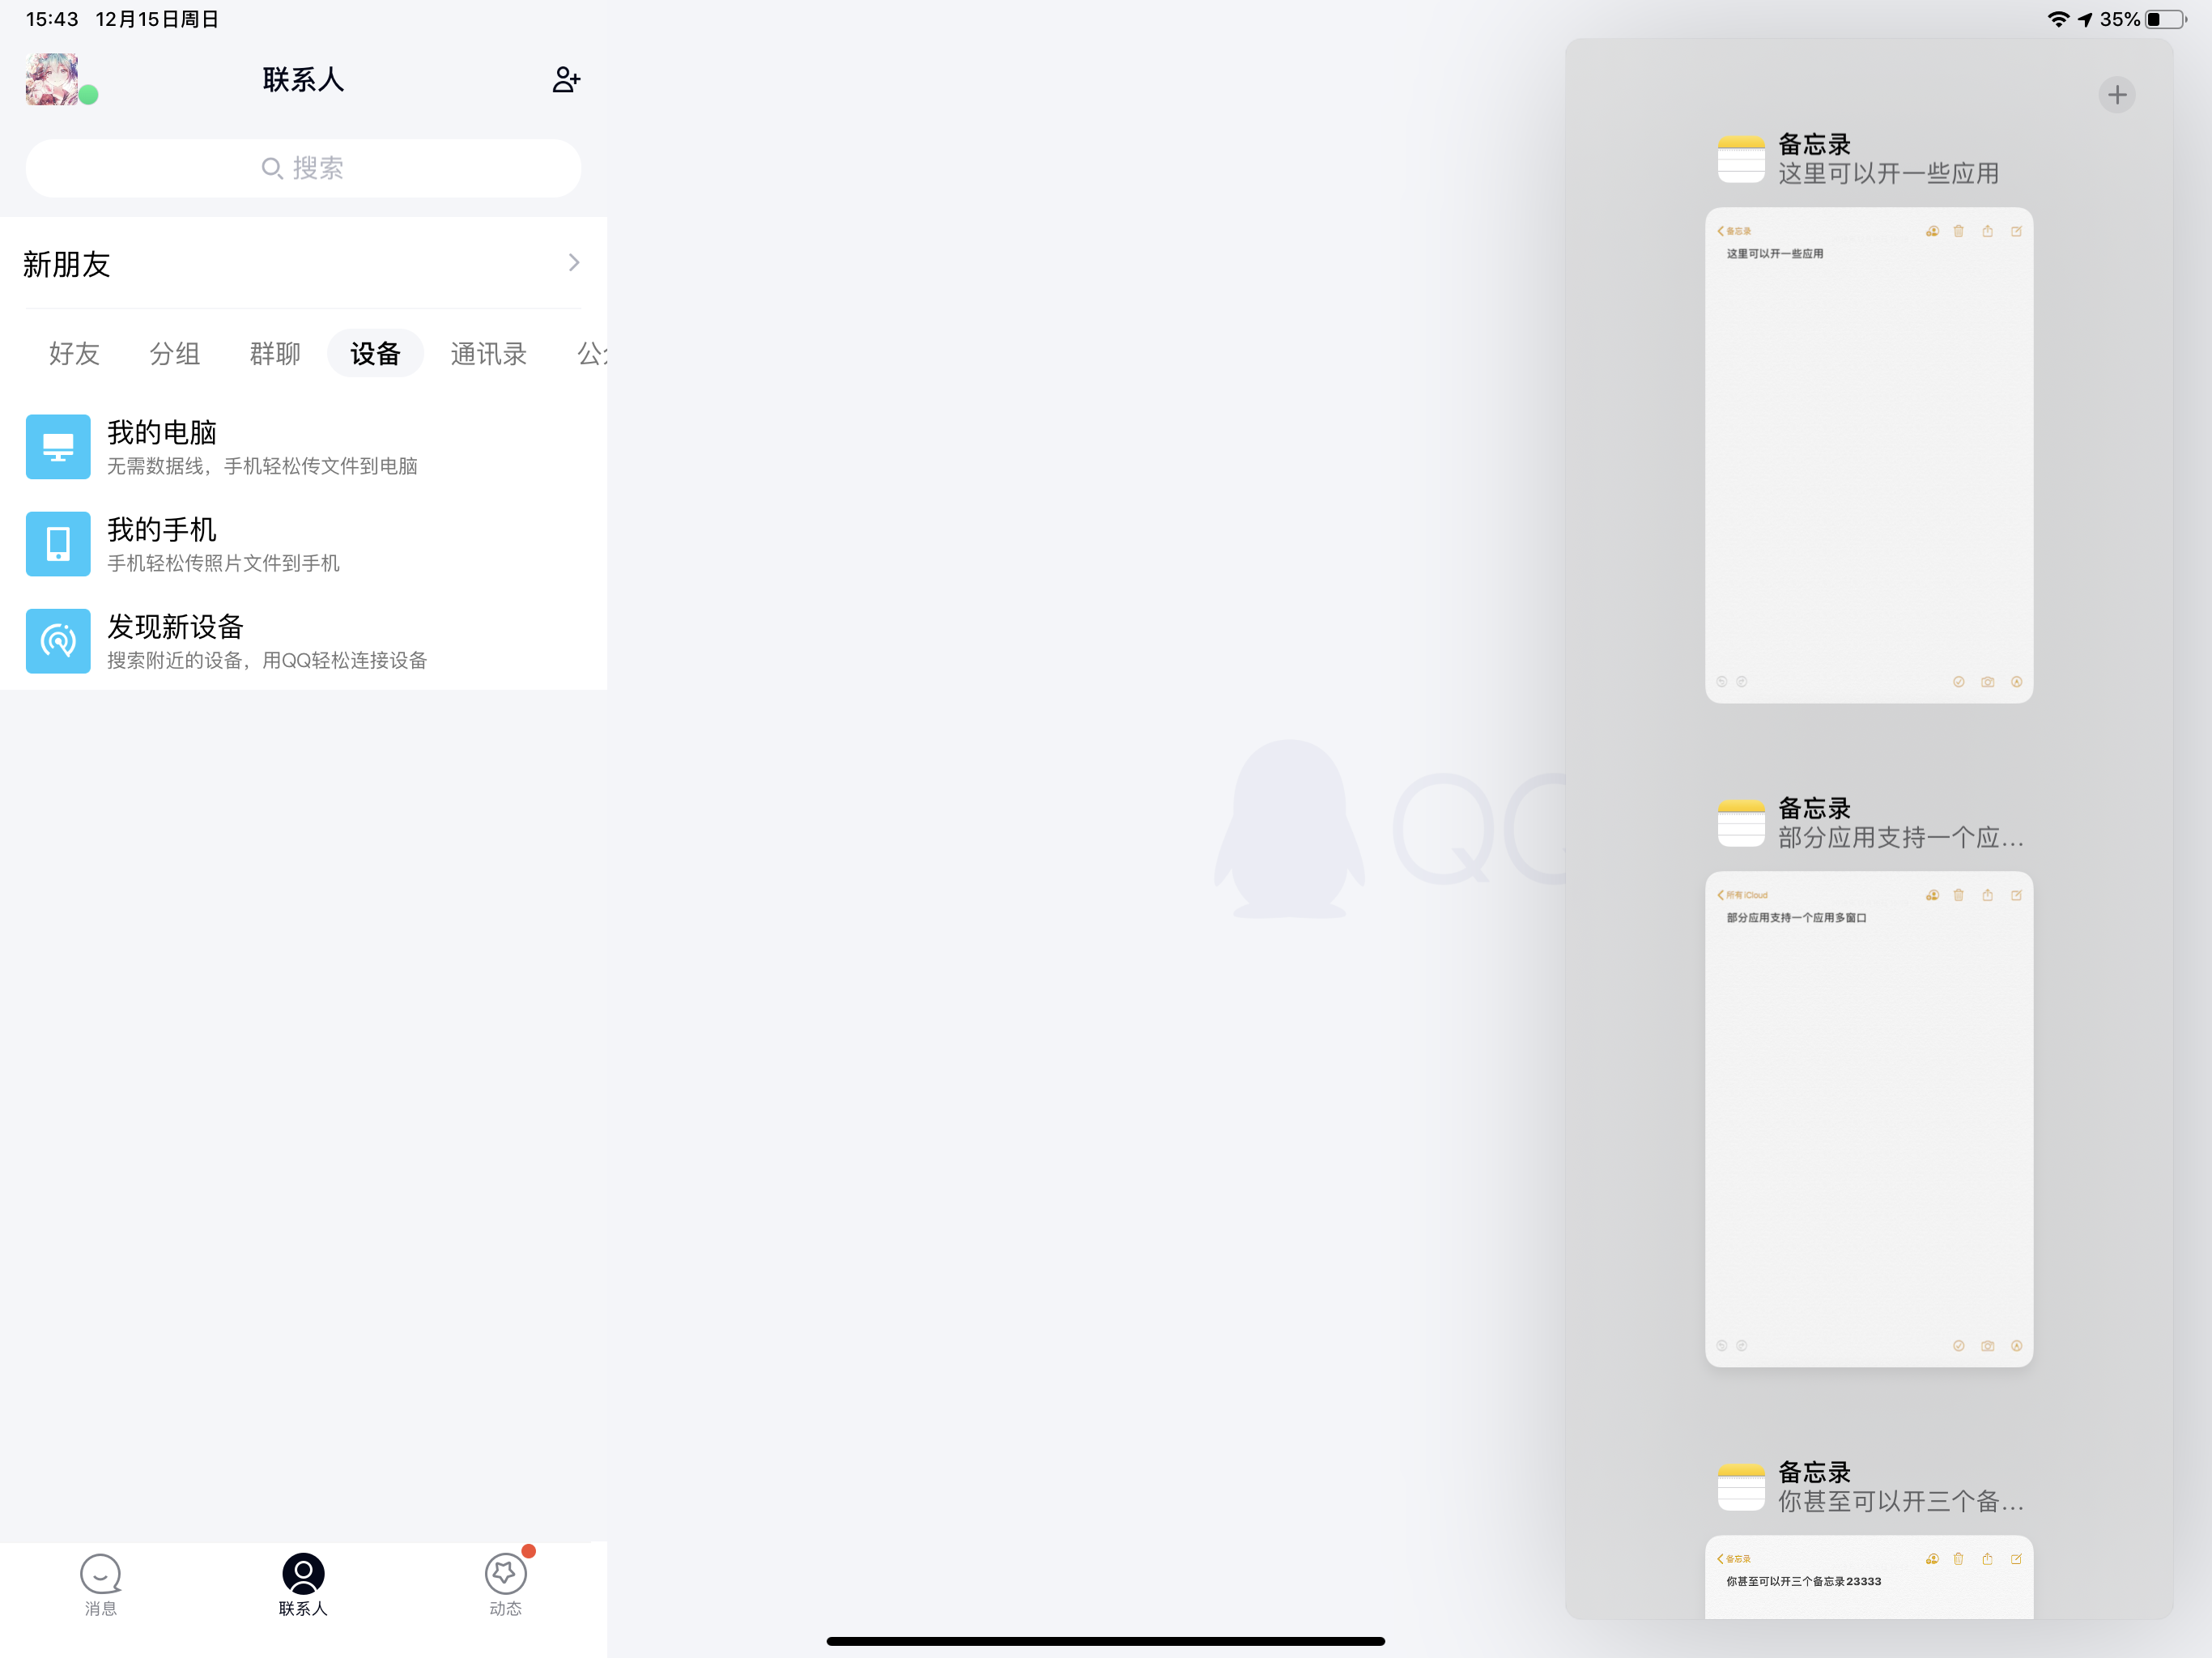 15:43 12月15日周日
35%
联系人
搜索
新朋友
好友 分组 群聊 设备 通讯录
我的电脑
无需数据线，手机轻松传文件到电脑
我的手机
手机轻松传照片文件到手机
发现新设备
搜索附近的设备，用QQ轻松连接设备
消息 联系人 动态
QQ
备忘录
这里可以开一些应用
备忘录
这里可以开一些应用
备忘录
部分应用支持一个应...
所有iCloud
部分应用支持一个应用多窗口
备忘录
你甚至可以开三个备...
备忘录
你甚至可以开三个备忘录23333